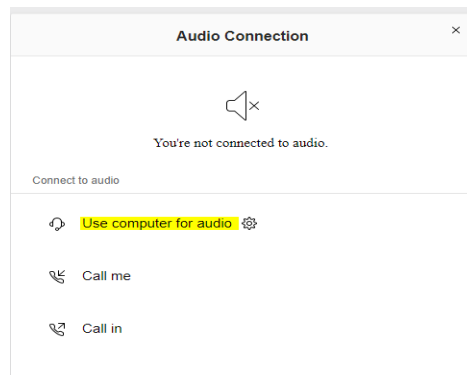 Audio Connection
You're not connected to audio.
Connect to audio
Use computer for audio
Call me
Call in